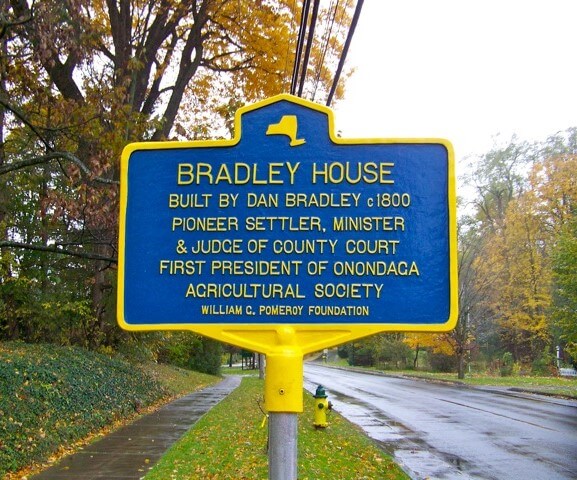 BRADLEY HOUSE
BUILT BY DAN BRADLEY c1800
PIONEER SETTLER, MINISTER
& JUDGE OF COUNTY COURT
FIRST PRESIDENT OF ONONDAGA
AGRICULTURAL SOCIETY
WILLIAM G. POMEROY FOUNDATION